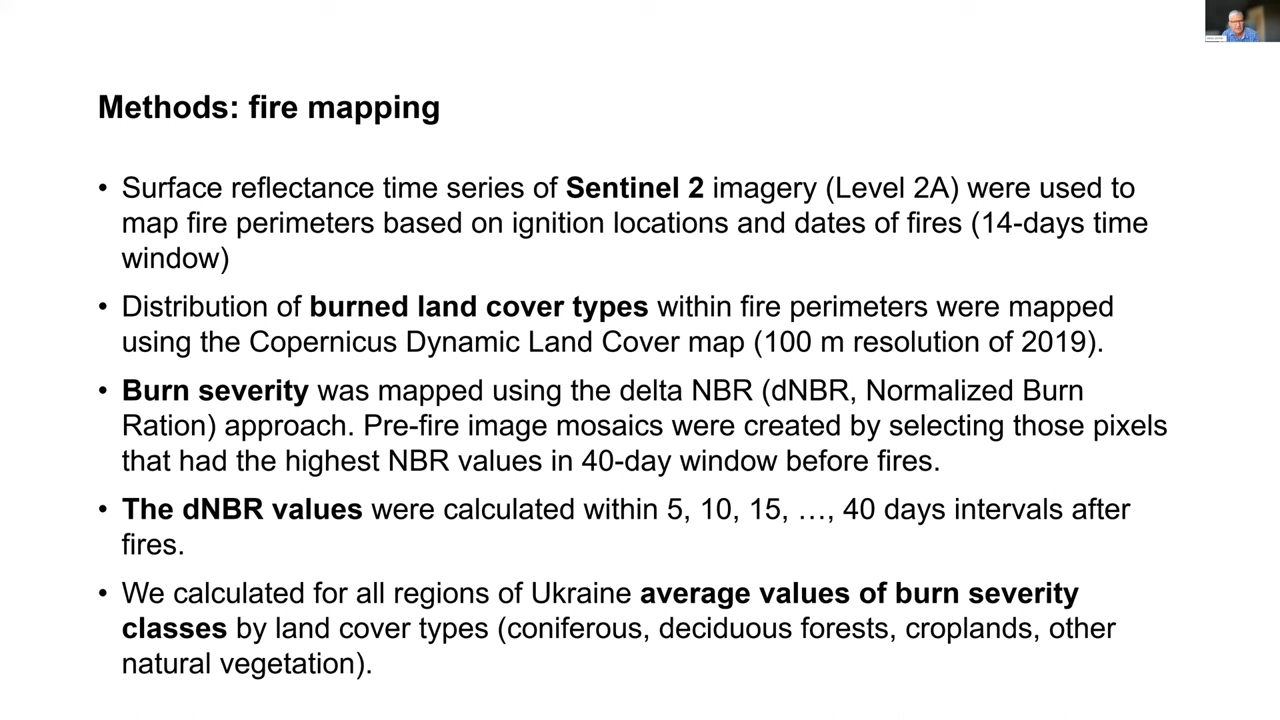 Methods: fire mapping
• Surface reflectance time series of Sentinel 2 imagery (Level 2A) were used to
map fire perimeters based on ignition locations and dates of fires (14-days time
window)
• Distribution of burned land cover types within fire perimeters were mapped
using the Copernicus Dynamic Land Cover map (100 m resolution of 2019).
• Burn severity was mapped using the delta NBR (dNBR, Normalized Burn
Ration) approach. Pre-fire image mosaics were created by selecting those pixels
that had the highest NBR values in 40-day window before fires.
• The dNBR values were calculated within 5, 10, 15, …, 40 days intervals after
fires.
• We calculated for all regions of Ukraine average values of burn severity
classes by land cover types (coniferous, deciduous forests, croplands, other
natural vegetation).